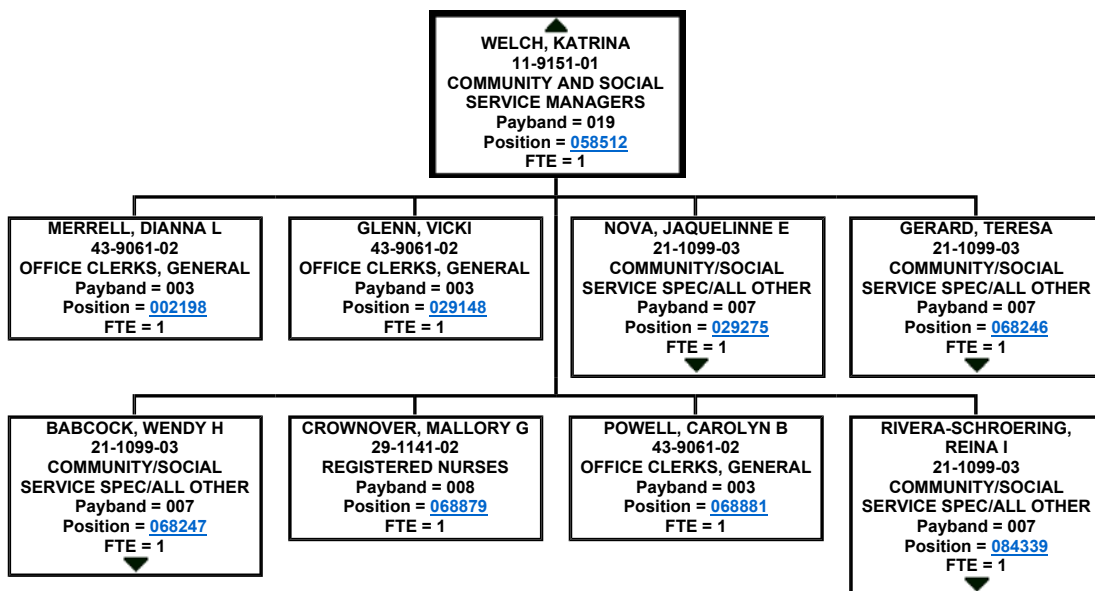 WELCH, KATRINA
11-9151-01
COMMUNITY AND SOCIAL
SERVICE MANAGERS
Payband = 019
Position = 058512
FTE = 1
MERRELL, DIANNA L
43-9061-02
OFFICE CLERKS, GENERAL
Payband = 003
Position = 002198
FTE = 1
GLENN, VICKI
43-9061-02
OFFICE CLERKS, GENERAL
Payband = 003
Position = 029148
FTE = 1
NOVA, JAQUELINNE E
21-1099-03
COMMUNITY/SOCIAL
SERVICE SPEC/ALL OTHER
Payband = 007
Position = 029275
FTE = 1
GERARD, TERESA
21-1099-03
COMMUNITY/SOCIAL
SERVICE SPEC/ALL OTHER
Payband = 007
Position = 068246
FTE = 1
BABCOCK, WENDY H
21-1099-03
COMMUNITY/SOCIAL
SERVICE SPEC/ALL OTHER
Payband = 007
Position = 068247
FTE = 1
CROWNOVER, MALLORY G
29-1141-02
REGISTERED NURSES
Payband = 008
Position = 068879
FTE = 1
POWELL, CAROLYN B
43-9061-02
OFFICE CLERKS, GENERAL
Payband = 003
Position = 068881
FTE = 1
RIVERA-SCHROERING,
REINA I
21-1099-03
COMMUNITY/SOCIAL
SERVICE SPEC/ALL OTHER
Payband = 007
Position = 084339
FTE = 1